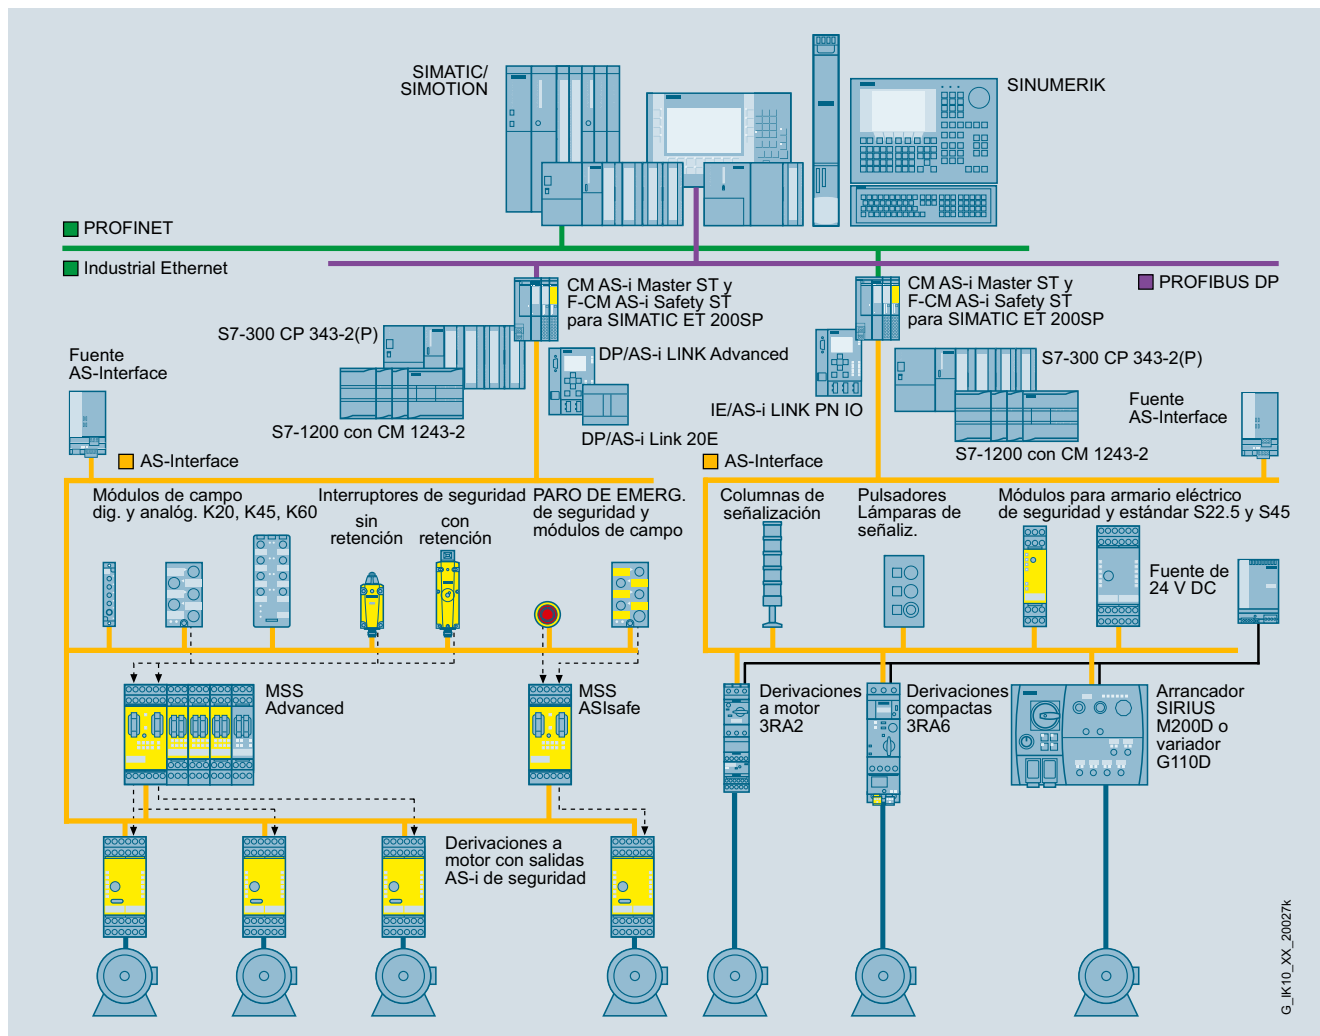 SIMATIC/
SIMOTION
SINUMERIK
PROFINET
Industrial Ethernet
PROFIBUS DP
CM AS-i Master ST y
F-CM AS-i Safety ST
para SIMATIC ET 200SP
CM AS-i Master ST y
F-CM AS-i Safety ST
para SIMATIC ET 200SP
S7-300 CP 343-2(P)
DP/AS-i LINK Advanced
S7-300 CP 343-2(P)
Fuente
AS-Interface
IE/AS-i LINK PN IO
Fuente
AS-Interface
S7-1200 con CM 1243-2
DP/AS-i Link 20E
S7-1200 con CM 1243-2
AS-Interface
AS-Interface
Módulos de campo
dig. y analóg. K20, K45, K60
Interruptores de seguridad
sin
retención
con
retención
PARO DE EMERG.
de seguridad y
módulos de campo
Columnas de
señalización
Pulsadores
Lámparas de
señaliz.
Módulos para armario eléctrico
de seguridad y estándar S22.5 y S45
Fuente de
24 V DC
MSS
Advanced
MSS
ASIsafe
Derivaciones
a motor
3RA2
Derivaciones
compactas
3RA6
Arrancador
SIRIUS
M200D o
variador
G110D
Derivaciones a
motor con salidas
AS-i de seguridad
G_IK10_XX_20027k